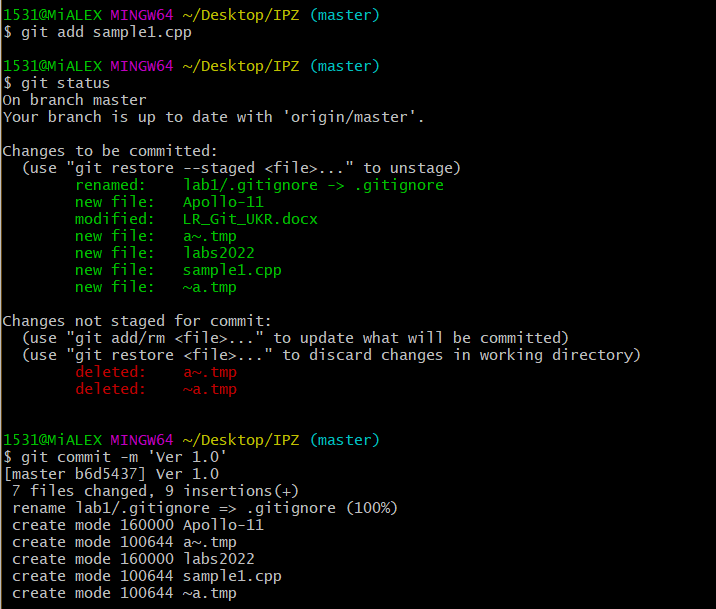 1531@MiALEX MINGW64 ~/Desktop/IPZ (master)
$ git add sample1.cpp
1531@MiALEX MINGW64 ~/Desktop/IPZ (master)
$ git status
On branch master
Your branch is up to date with 'origin/master'.
Changes to be committed:
  (use "git restore --staged <file>..." to unstage)
        renamed:    lab1/.gitignore -> .gitignore
        new file:   Apollo-11
        modified:   LR_Git_UKR.docx
        new file:   a~.tmp
        new file:   labs2022
        new file:   sample1.cpp
        new file:   ~a.tmp
Changes not staged for commit:
  (use "git add/rm <file>..." to update what will be committed)
  (use "git restore <file>..." to discard changes in working directory)
        deleted:    a~.tmp
        deleted:    ~a.tmp
1531@MiALEX MINGW64 ~/Desktop/IPZ (master)
$ git commit -m 'Ver 1.0'
[master b6d5437] Ver 1.0
 7 files changed, 9 insertions(+)
 rename lab1/.gitignore => .gitignore (100%)
 create mode 160000 Apollo-11
 create mode 100644 a~.tmp
 create mode 160000 labs2022
 create mode 100644 sample1.cpp
 create mode 100644 ~a.tmp